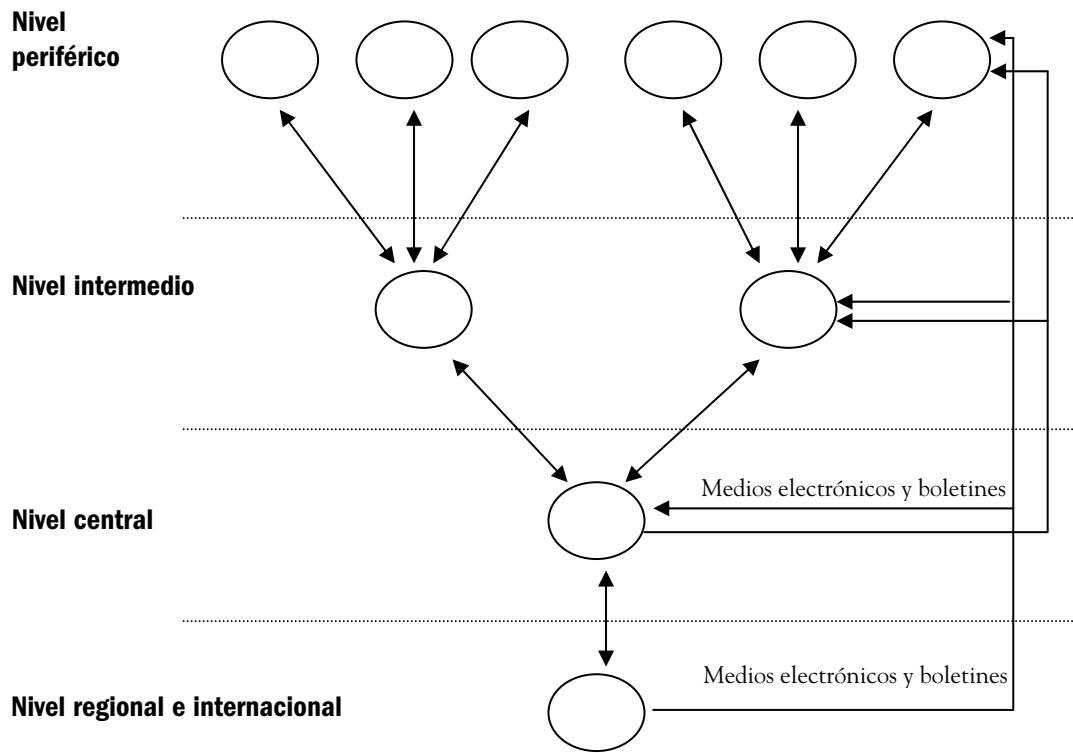 Nivel
periférico
Nivel intermedio
Medios electrónicos y boletines
Nivel central
Medios electrónicos y boletines
Nivel regional e internacional